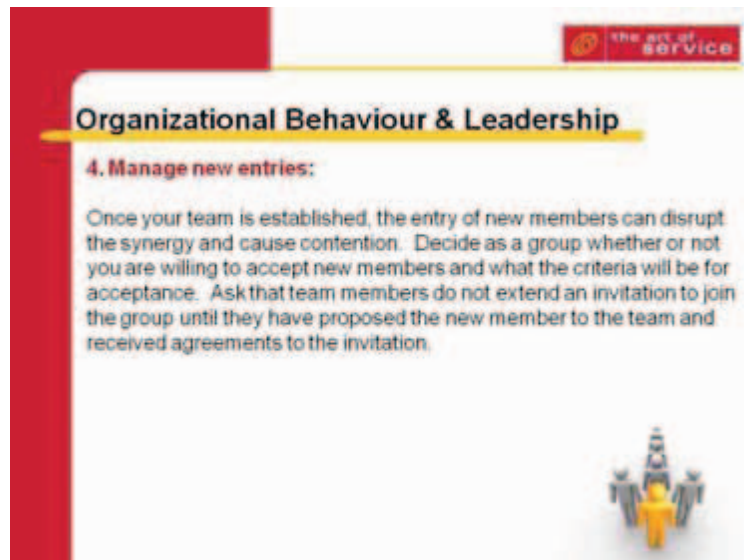 the art of
service
Organizational Behaviour & Leadership
4. Manage new entries:
Once your team is established, the entry of new members can disrupt
the synergy and cause contention. Decide as a group whether or not
you are willing to accept new members and what the criteria will be for
acceptance. Ask that team members do not extend an invitation to join
the group until they have proposed the new member to the team and
received agreements to the invitation.